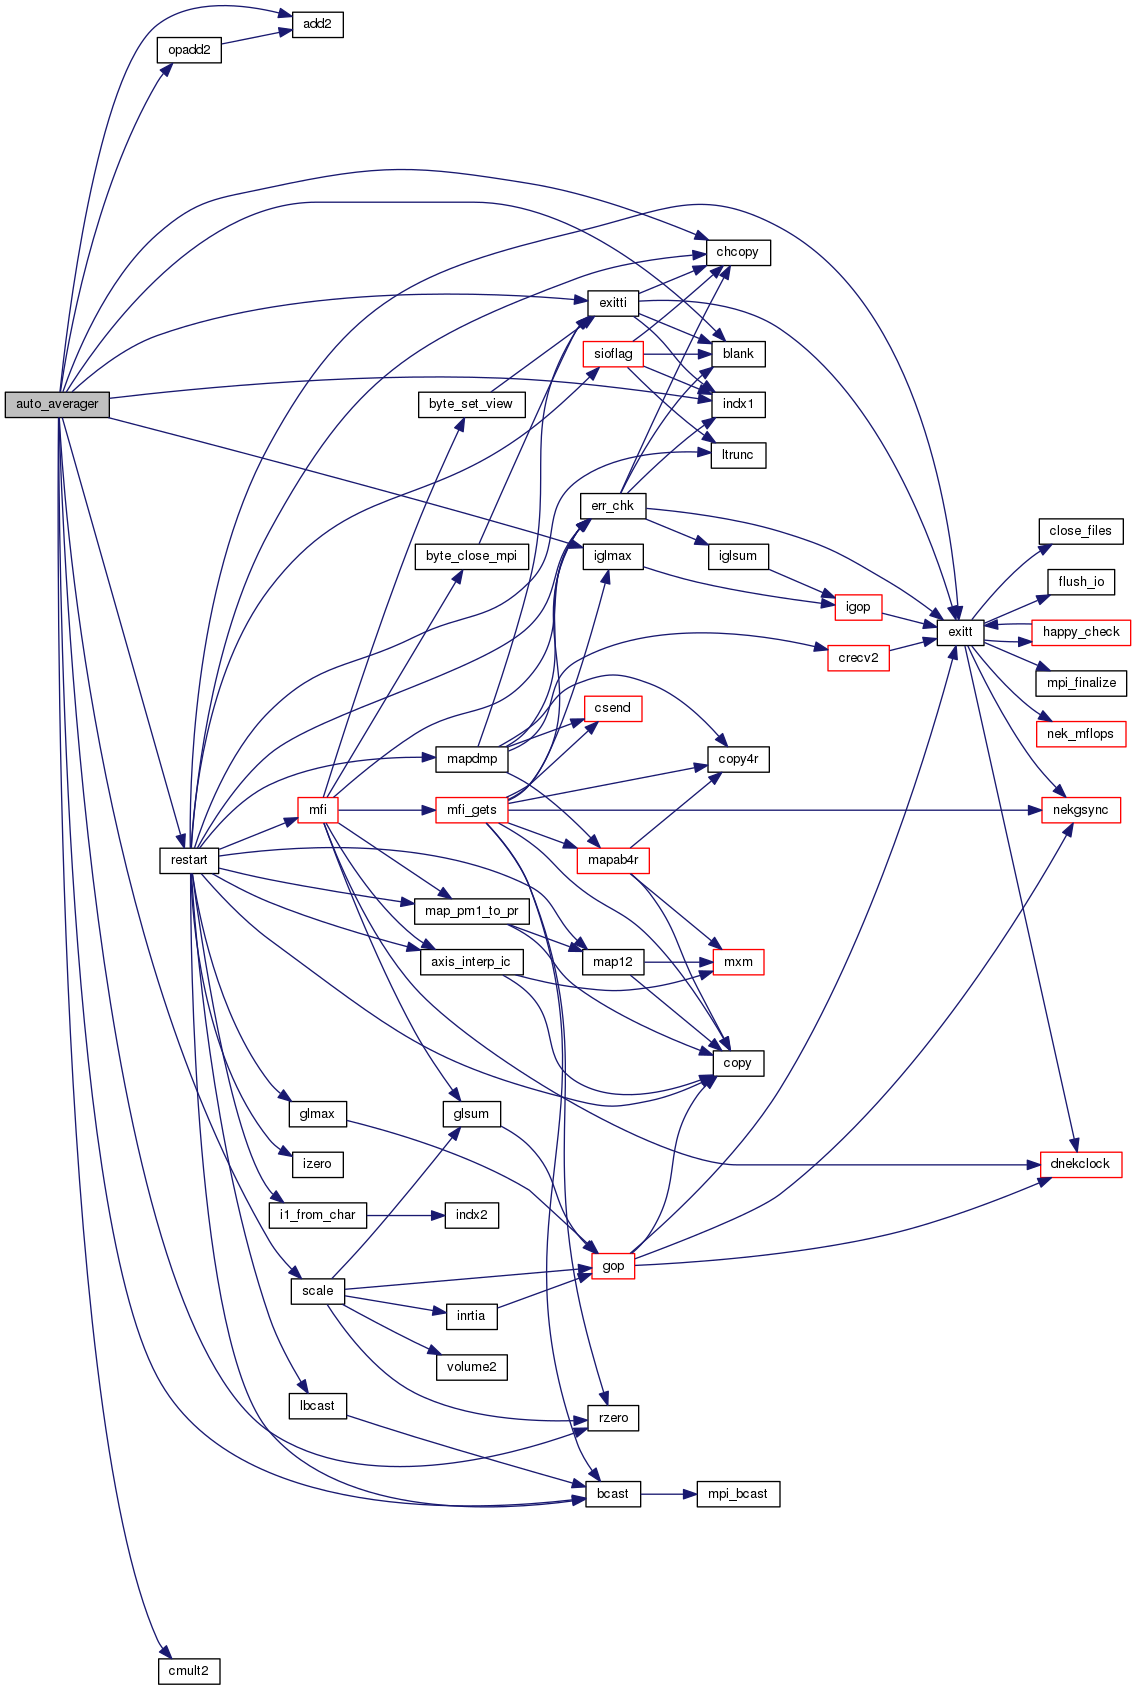 add2
opadd2
chcopy
exitti
sioflag
blank
auto_averager
byte_set_view
indx1
ltrunc
err_chk
close_files
byte_close_mpi
iglmax
iglsum
flush_io
igop
exitt
happy_check
crecv2
mpi_finalize
csend
nek_mflops
mapdmp
copy4r
mfi
mfi_gets
nekgsync
restart
mapab4r
map_pm1_to_pr
axis_interp_ic
map12
mxm
copy
glmax
glsum
izero
dnekclock
i1_from_char
indx2
gop
scale
inrtia
volume2
lbcast
rzero
bcast
mpi_bcast
cmult2